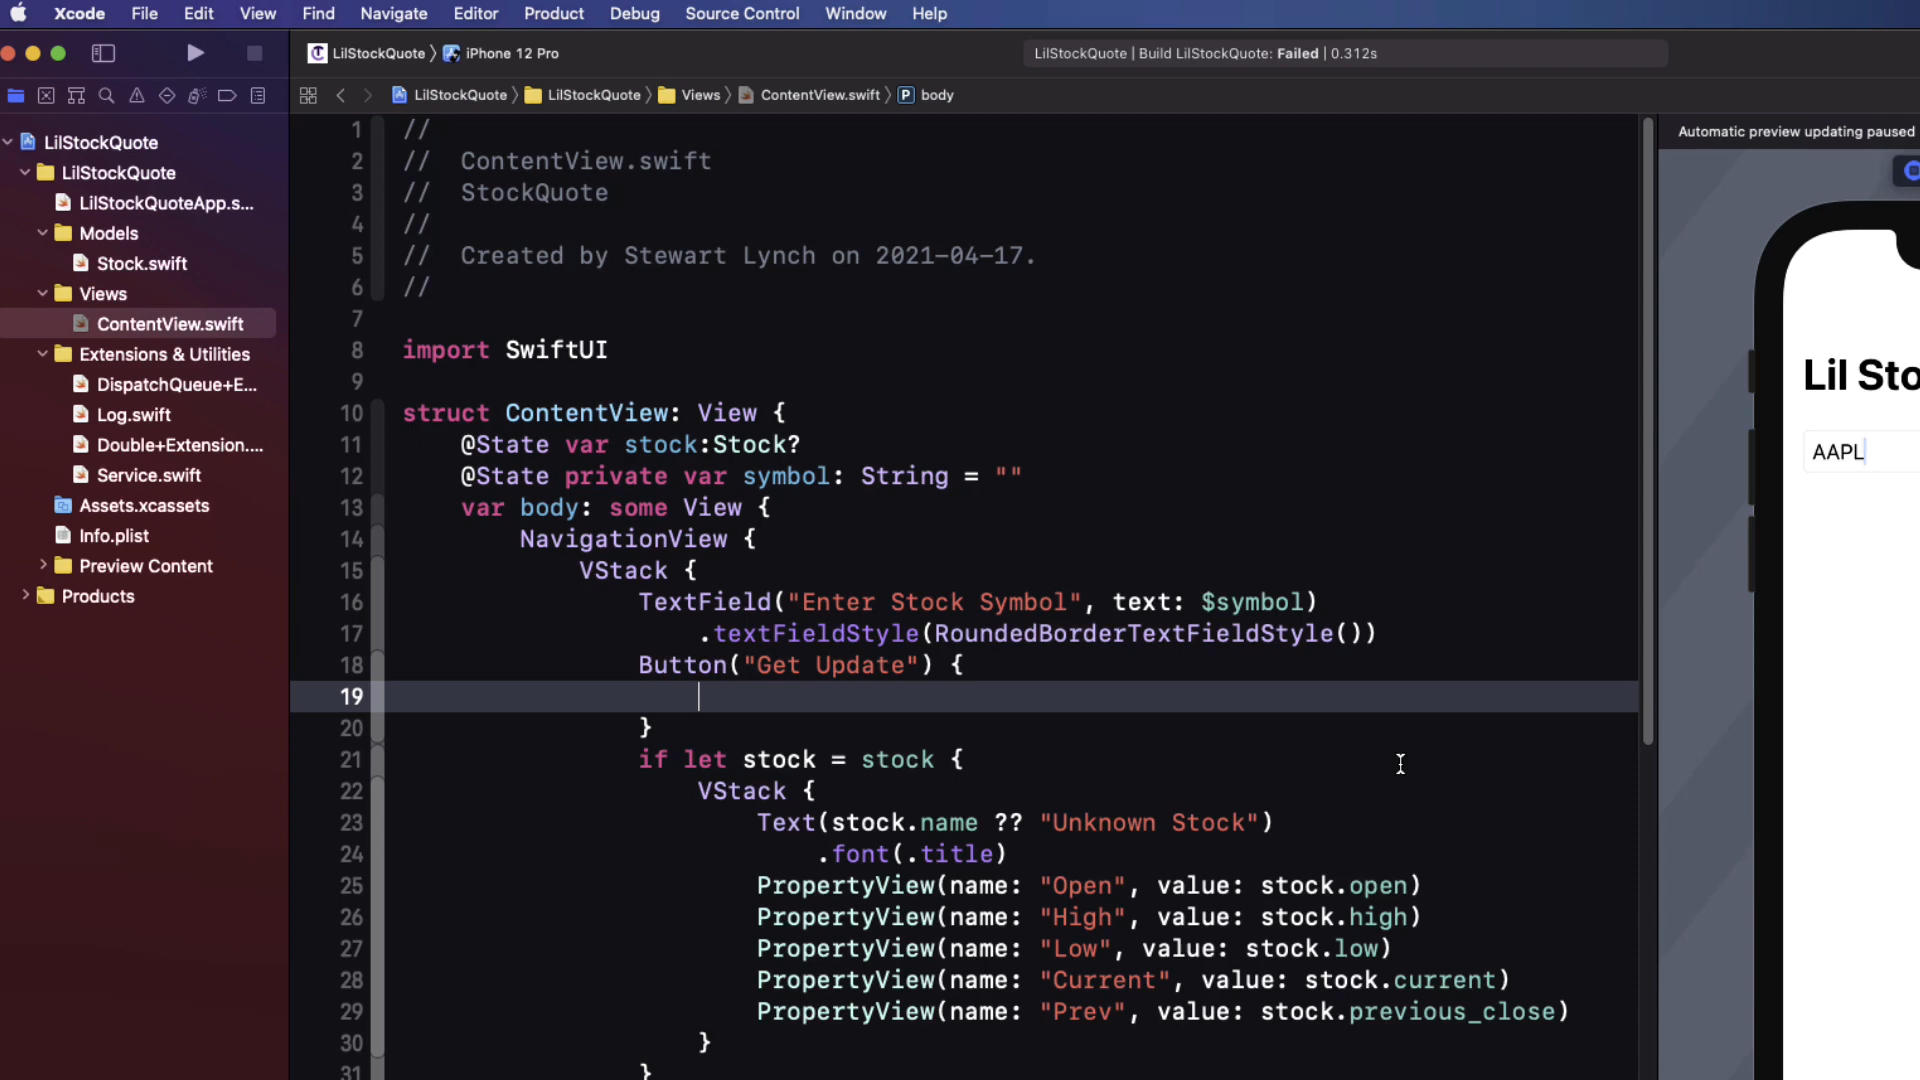 Xcode File Edit View Find Navigate Editor Product Debug Source Control Window Help
LilStockQuote 〉 iPhone 12 Pro
LilStockQuote | Build LilStockQuote: Failed | 0.312s
LilStockQuote 〉 LilStockQuote 〉 Views 〉 ContentView.swift 〉 P body
LilStockQuote
LilStockQuote
LilStockQuoteApp.s...
Models
Stock.swift
Views
ContentView.swift
Extensions & Utilities
DispatchQueue+E...
Log.swift
Double+Extension....
Service.swift
Assets.xcassets
Info.plist
Preview Content
Products
1 //
2 //  ContentView.swift
3 //  StockQuote
4 //
5 //  Created by Stewart Lynch on 2021-04-17.
6 //
7
8 import SwiftUI
9
10 struct ContentView: View {
11     @State var stock:Stock?
12     @State private var symbol: String = ""
13     var body: some View {
14         NavigationView {
15             VStack {
16                 TextField("Enter Stock Symbol", text: $symbol)
17                     .textFieldStyle(RoundedBorderTextFieldStyle())
18                 Button("Get Update") {
19
20                 }
21                 if let stock = stock {
22                     VStack {
23                         Text(stock.name ?? "Unknown Stock")
24                             .font(.title)
25                         PropertyView(name: "Open", value: stock.open)
26                         PropertyView(name: "High", value: stock.high)
27                         PropertyView(name: "Low", value: stock.low)
28                         PropertyView(name: "Current", value: stock.current)
29                         PropertyView(name: "Prev", value: stock.previous_close)
30                     }
31                 }
Automatic preview updating paused
Lil Sto
AAPL